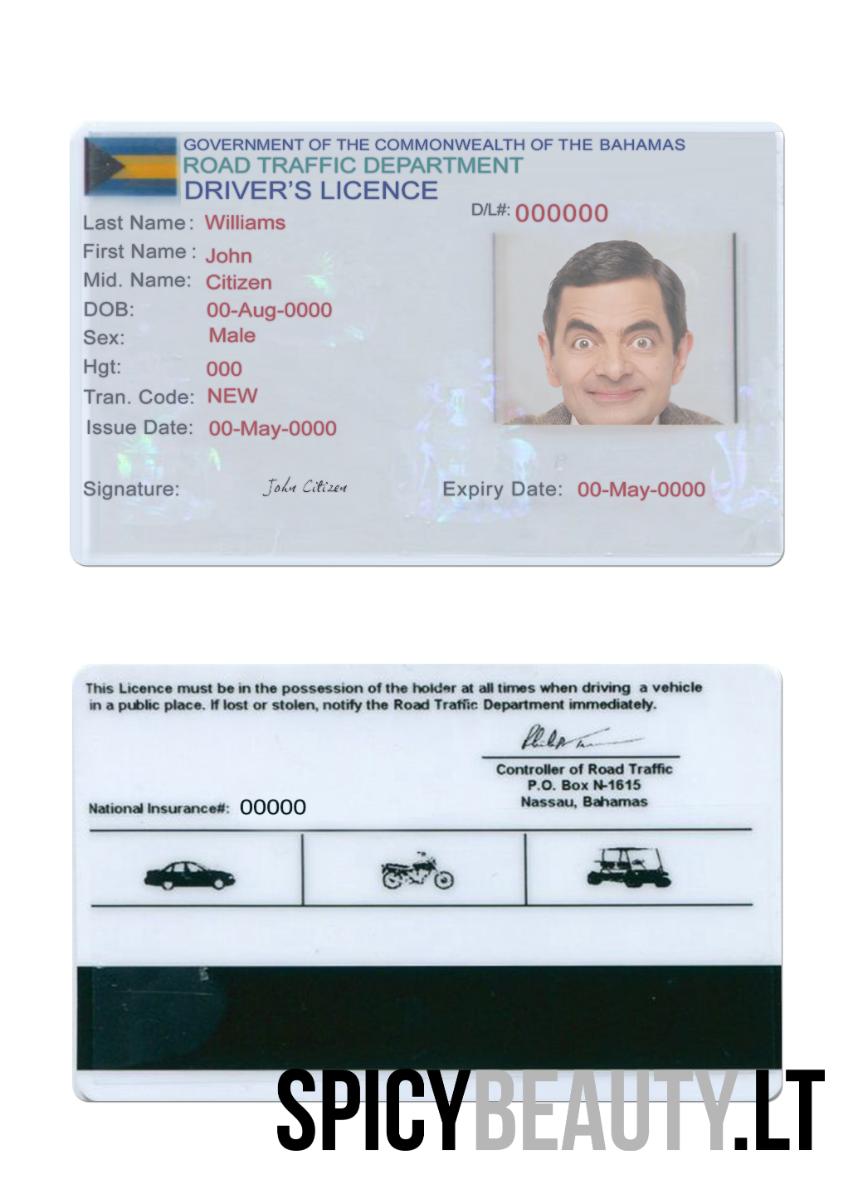 GOVERNMENT OF THE COMMONWEALTH OF THE BAHAMAS
ROAD TRAFFIC DEPARTMENT
DRIVER'S LICENCE
D/L#: 000000
Last Name: Williams
First Name: John
Mid. Name: Citizen
DOB: 00-Aug-0000
Sex: Male
Hgt: 000
Tran. Code: NEW
Issue Date: 00-May-0000
Signature: John Citizen
Expiry Date: 00-May-0000
This Licence must be in the possession of the holder at all times when driving a vehicle
in a public place. If lost or stolen, notify the Road Traffic Department immediately.
Controller of Road Traffic
P.O. Box N-1615
Nassau, Bahamas
National Insurance#: 00000
SPICYBEAUTY.LT